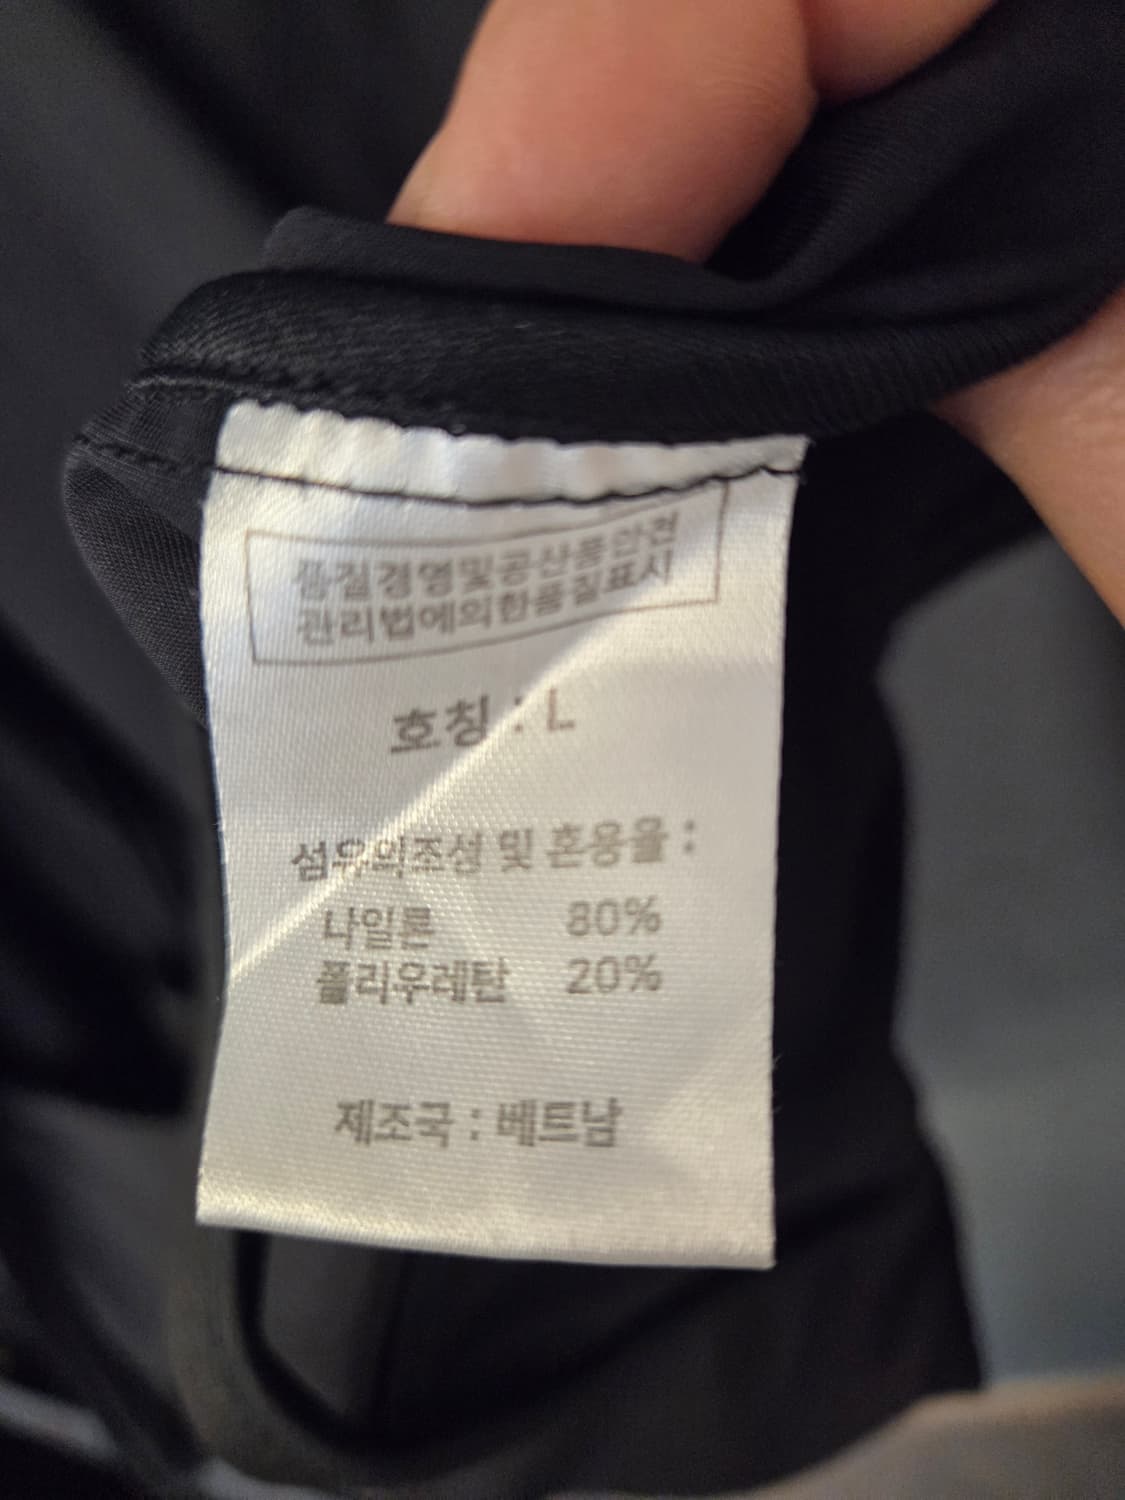 품질경영및공산품안전
관리법에의한품질표시
호칭 : L
섬유의조성 및 혼용율 :
나일론 80%
폴리우레탄 20%
제조국 : 베트남